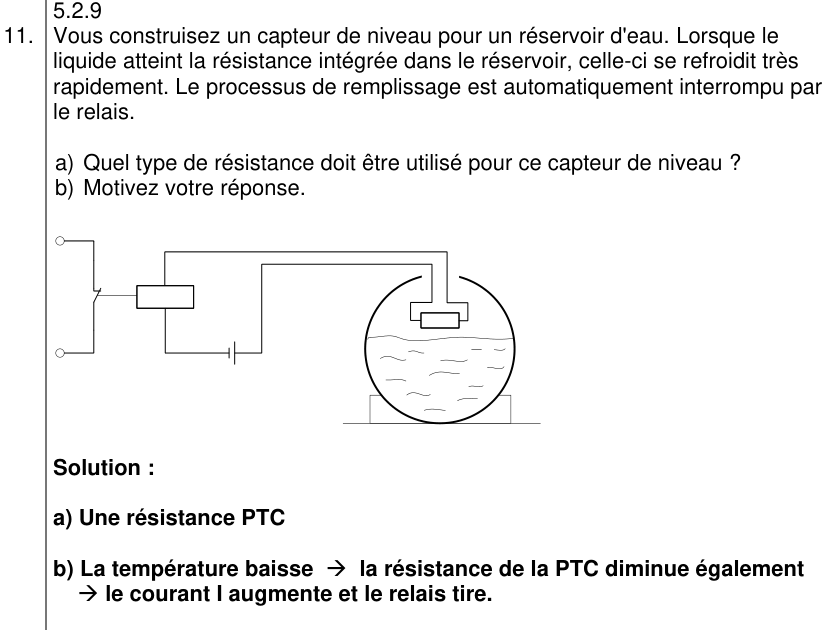 5.2.9
11. Vous construisez un capteur de niveau pour un réservoir d'eau. Lorsque le
liquide atteint la résistance intégrée dans le réservoir, celle-ci se refroidit très
rapidement. Le processus de remplissage est automatiquement interrompu par
le relais.
a) Quel type de résistance doit être utilisé pour ce capteur de niveau ?
b) Motivez votre réponse.
Solution :
a) Une résistance PTC
b) La température baisse → la résistance de la PTC diminue également
→ le courant I augmente et le relais tire.